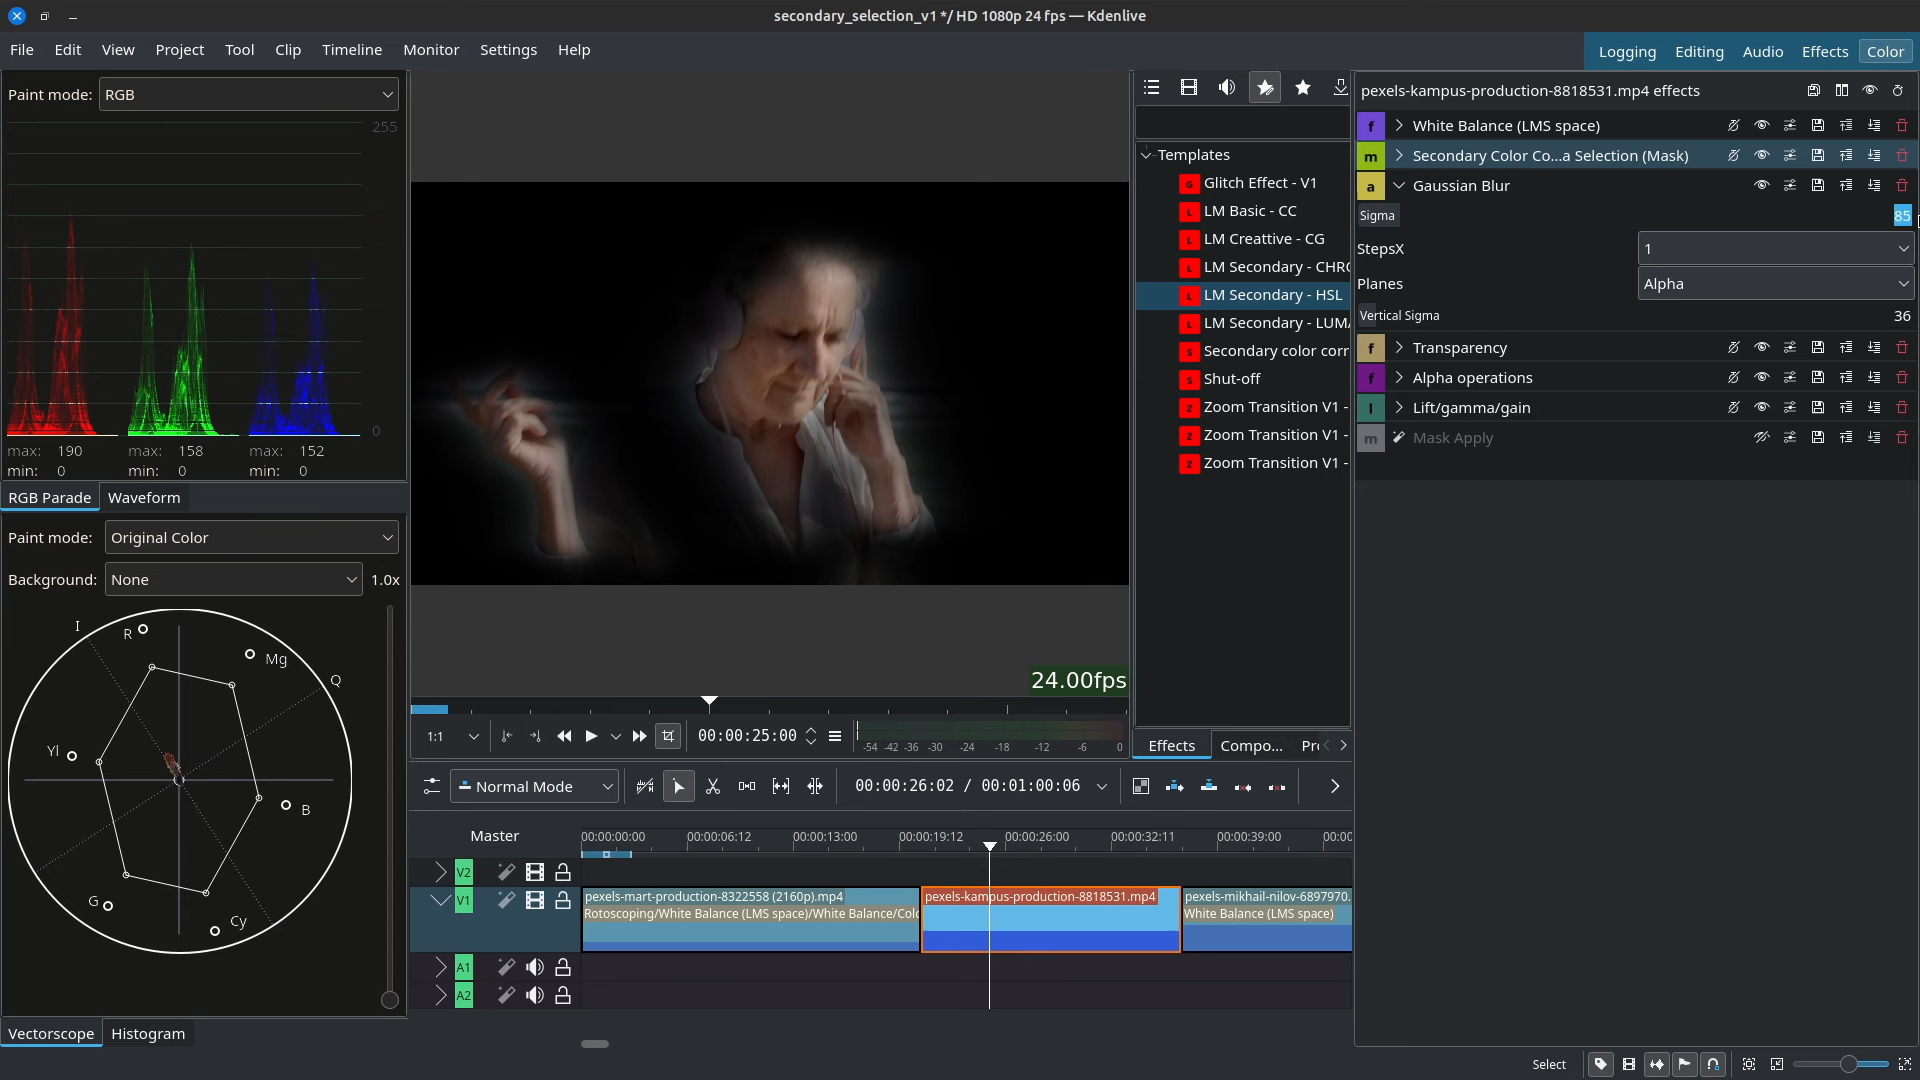 secondary_selection_v1 */ HD 1080p 24 fps — Kdenlive
File Edit View Project Tool Clip Timeline Monitor Settings Help
Logging Editing Audio Effects Color
Paint mode: RGB
255
0
max: 190 max: 158 max: 152
min: 0 min: 0 min: 0
RGB Parade Waveform
Paint mode: Original Color
Background: None 1.0x
I R Mg Q Yl B G Cy
Vectorscope Histogram
24.00fps
1:1 00:00:25:00 -54 -42 -36 -30 -24 -18 -12 -6 0
Templates
G Glitch Effect - V1
L LM Basic - CC
L LM Creattive - CG
L LM Secondary - CHRO
L LM Secondary - HSL
L LM Secondary - LUMA
S Secondary color corr
S Shut-off
Z Zoom Transition V1 -
Z Zoom Transition V1 -
Z Zoom Transition V1 -
Effects Compo... Pr
pexels-kampus-production-8818531.mp4 effects
f White Balance (LMS space)
m Secondary Color Co...a Selection (Mask)
a Gaussian Blur
Sigma 85
StepsX 1
Planes Alpha
Vertical Sigma 36
f Transparency
f Alpha operations
l Lift/gamma/gain
m Mask Apply
Normal Mode 00:00:26:02 / 00:01:00:06
Master 00:00:00:00 00:00:06:12 00:00:13:00 00:00:19:12 00:00:26:00 00:00:32:11 00:00:39:00 00:00
V2
V1 pexels-mart-production-8322558 (2160p).mp4 pexels-kampus-production-8818531.mp4 pexels-mikhail-nilov-6897970.
Rotoscoping/White Balance (LMS space)/White Balance/Colo White Balance (LMS space)
A1
A2
Select